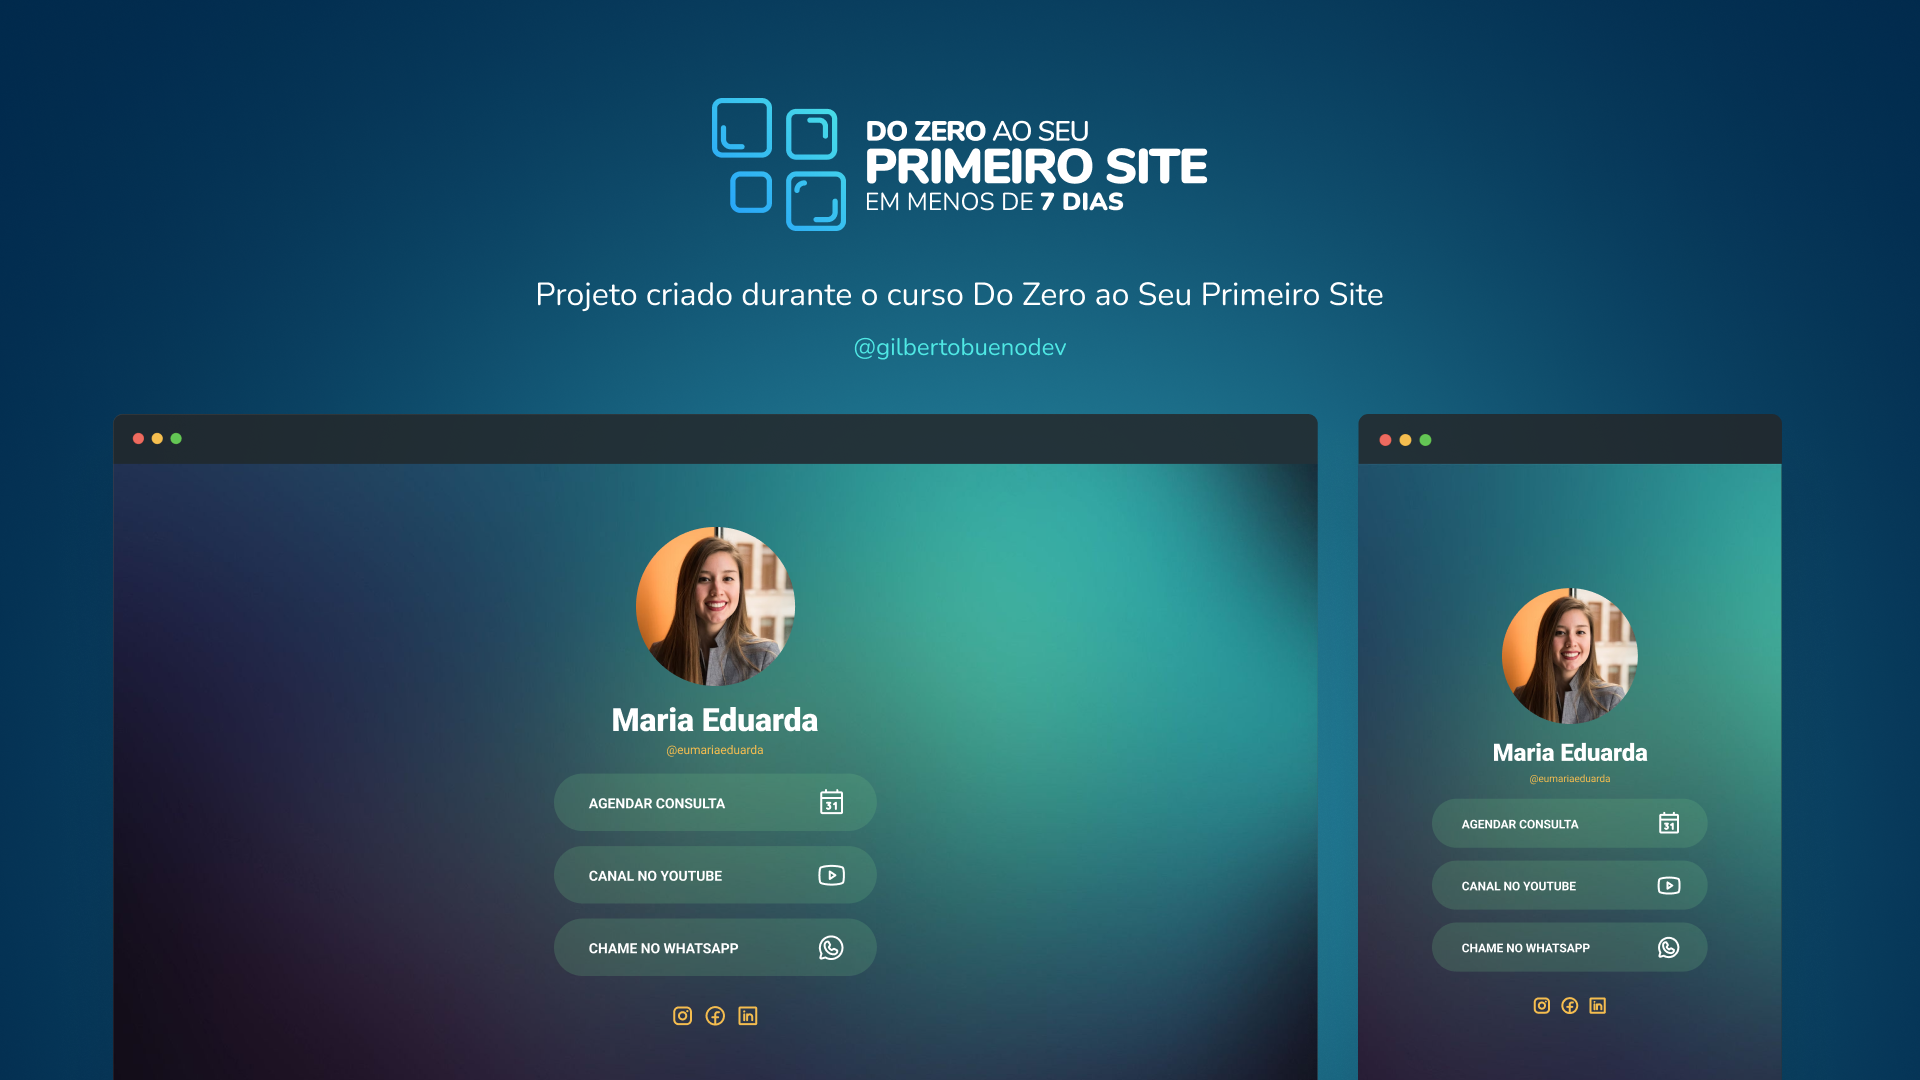 DO ZERO AO SEU
PRIMEIRO SITE
EM MENOS DE 7 DIAS
Projeto criado durante o curso Do Zero ao Seu Primeiro Site
@gilbertobuenodev
Maria Eduarda
@eumariaeduarda
AGENDAR CONSULTA
31
CANAL NO YOUTUBE
CHAME NO WHATSAPP
in
Maria Eduarda
@eumariaeduarda
AGENDAR CONSULTA
31
CANAL NO YOUTUBE
CHAME NO WHATSAPP
in